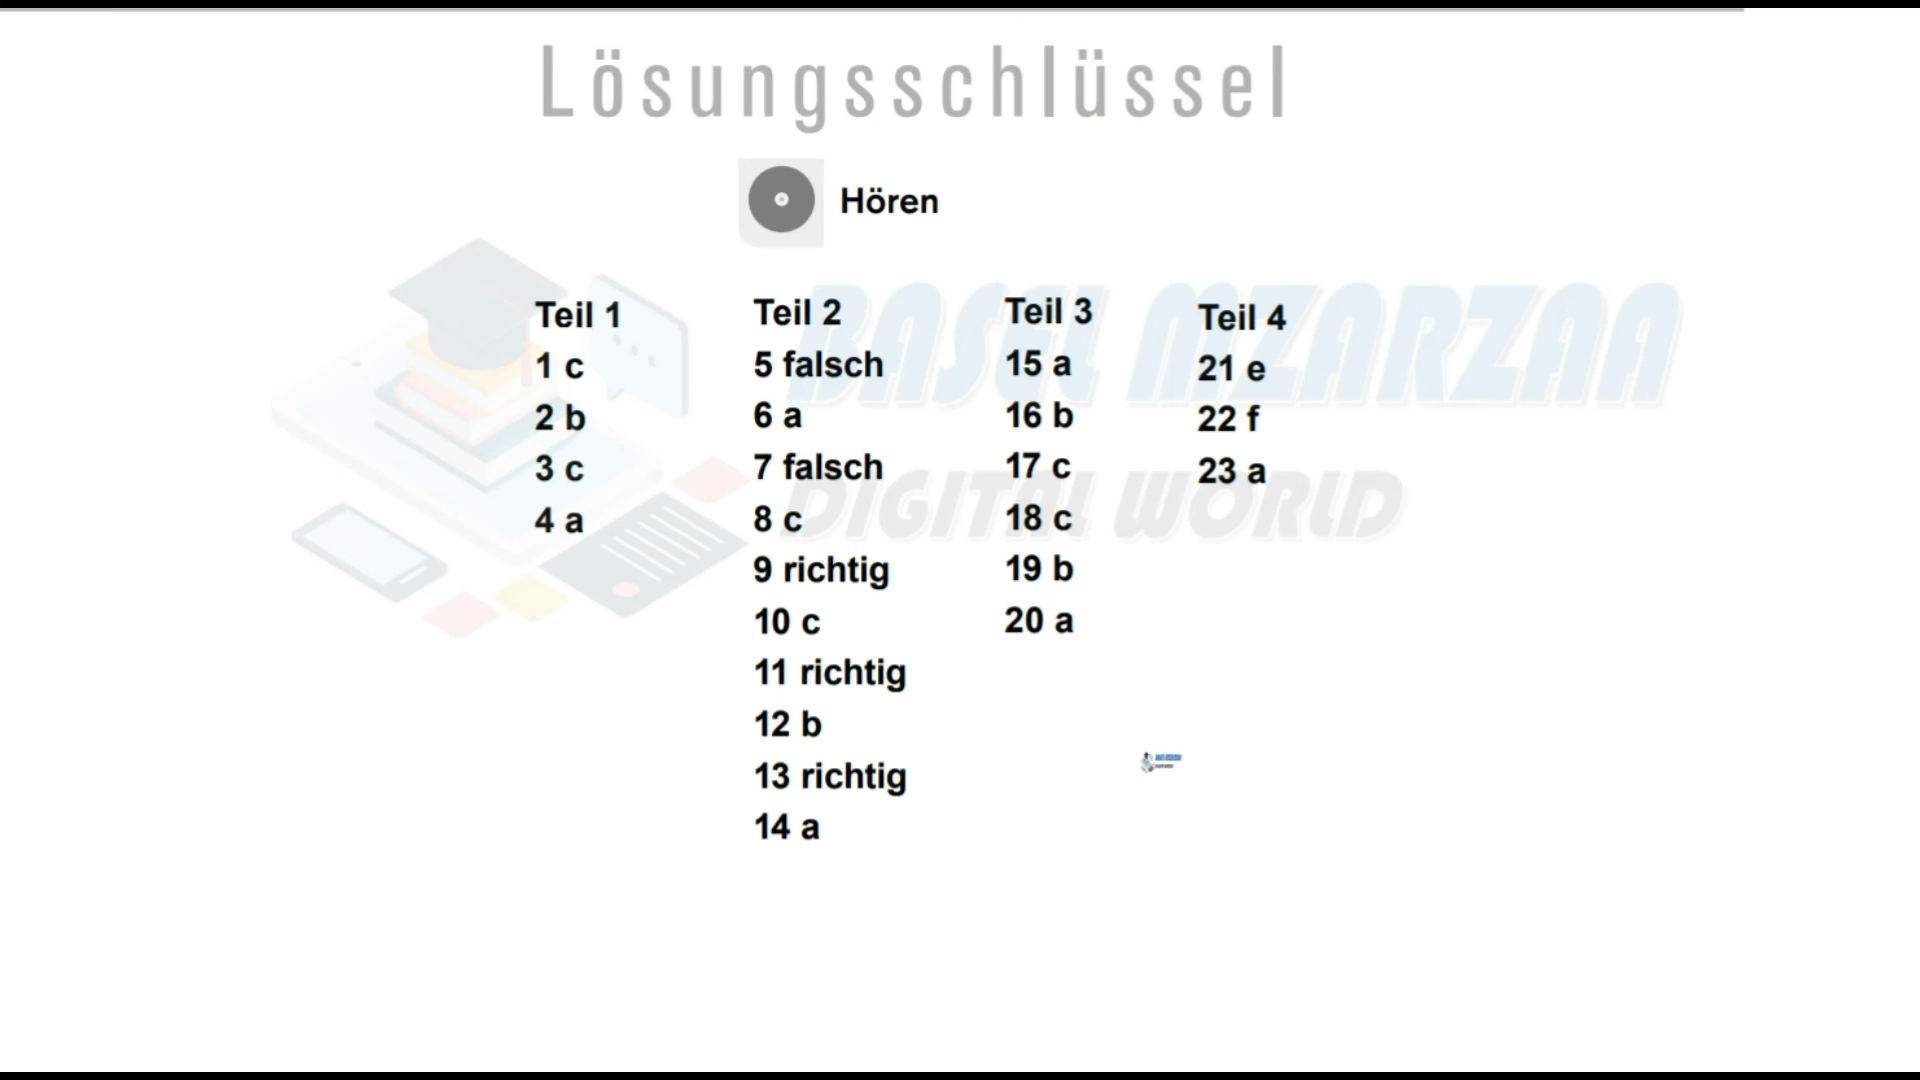 Lösungsschlüssel
Hören
Teil 1
1 c
2 b
3 c
4 a
Teil 2
5 falsch
6 a
7 falsch
8 c
9 richtig
10 c
11 richtig
12 b
13 richtig
14 a
Teil 3
15 a
16 b
17 c
18 c
19 b
20 a
Teil 4
21 e
22 f
23 a
BASEL MZARZAA
DIGITAL WORLD